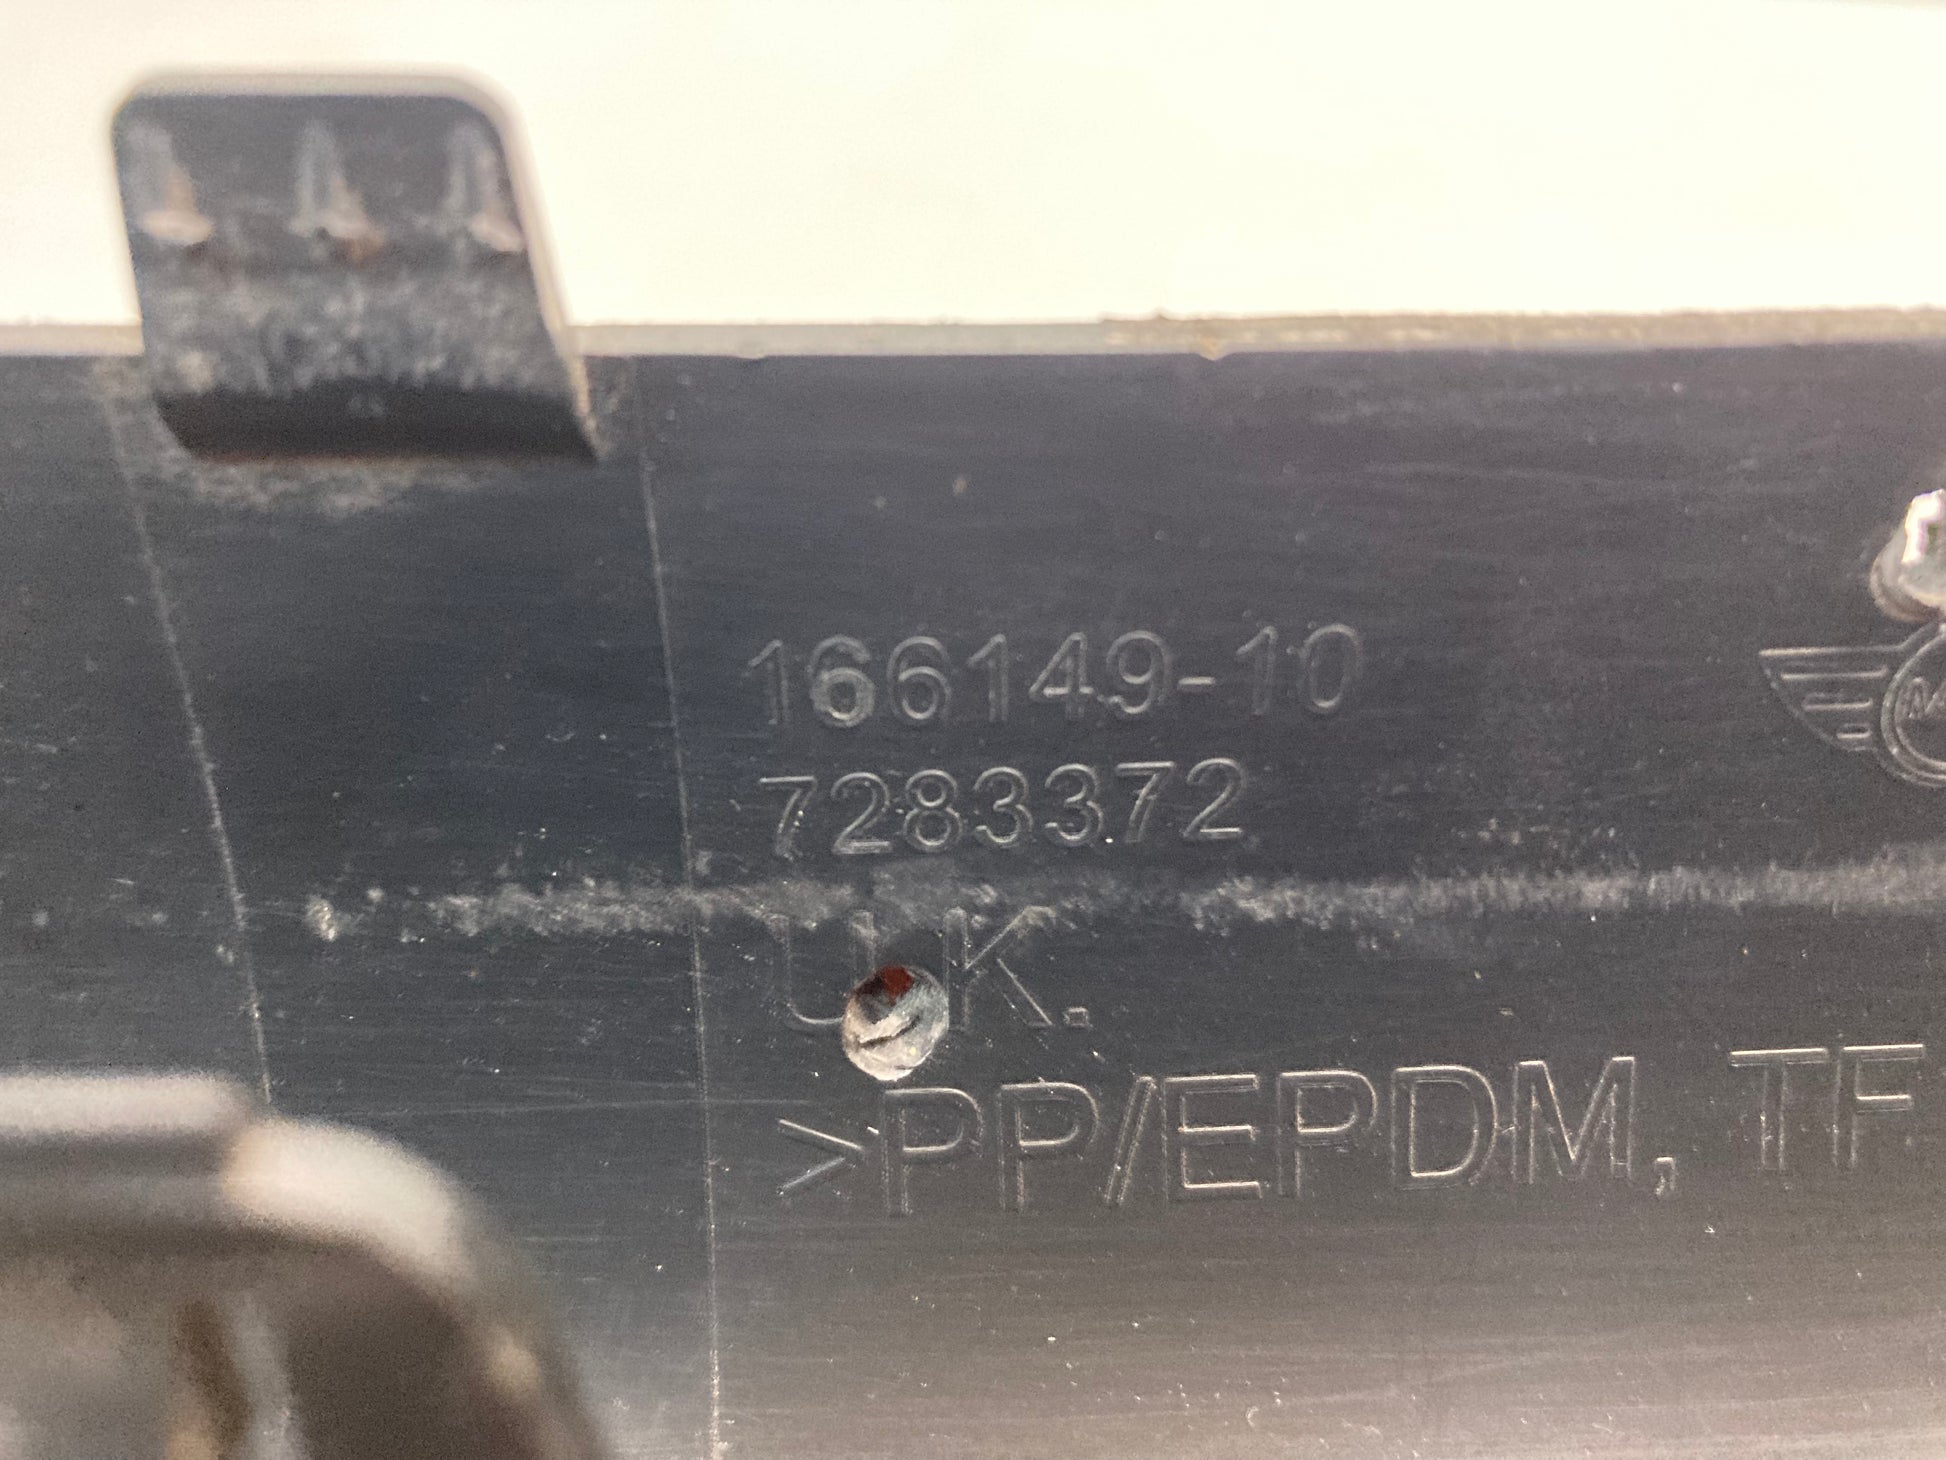 166149-10
7283372
U.K.
>PP/EPDM, TF